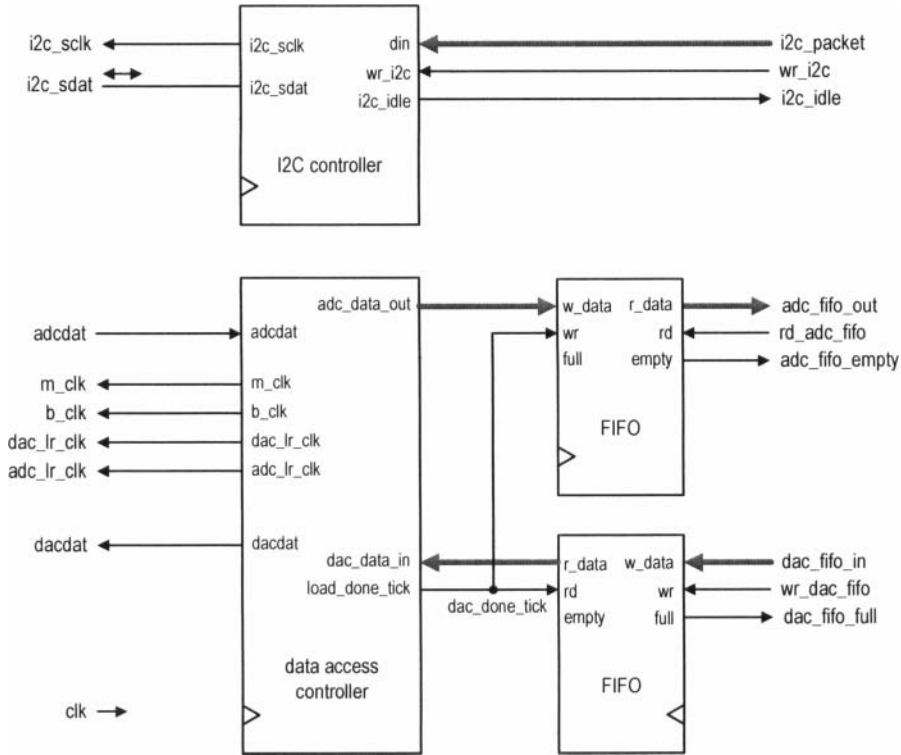 i2c_sclk i2c_sclk din i2c_packet
i2c_sdat i2c_sdat wr_i2c wr_i2c
i2c_idle i2c_idle
I2C controller
adc_data_out w_data r_data adc_fifo_out
adcdat adcdat wr rd rd_adc_fifo
full empty adc_fifo_empty
m_clk m_clk
b_clk b_clk FIFO
dac_lr_clk dac_lr_clk
adc_lr_clk adc_lr_clk
dacdat dacdat
dac_data_in r_data w_data dac_fifo_in
load_done_tick dac_done_tick rd wr wr_dac_fifo
empty full dac_fifo_full
data access
controller FIFO
clk